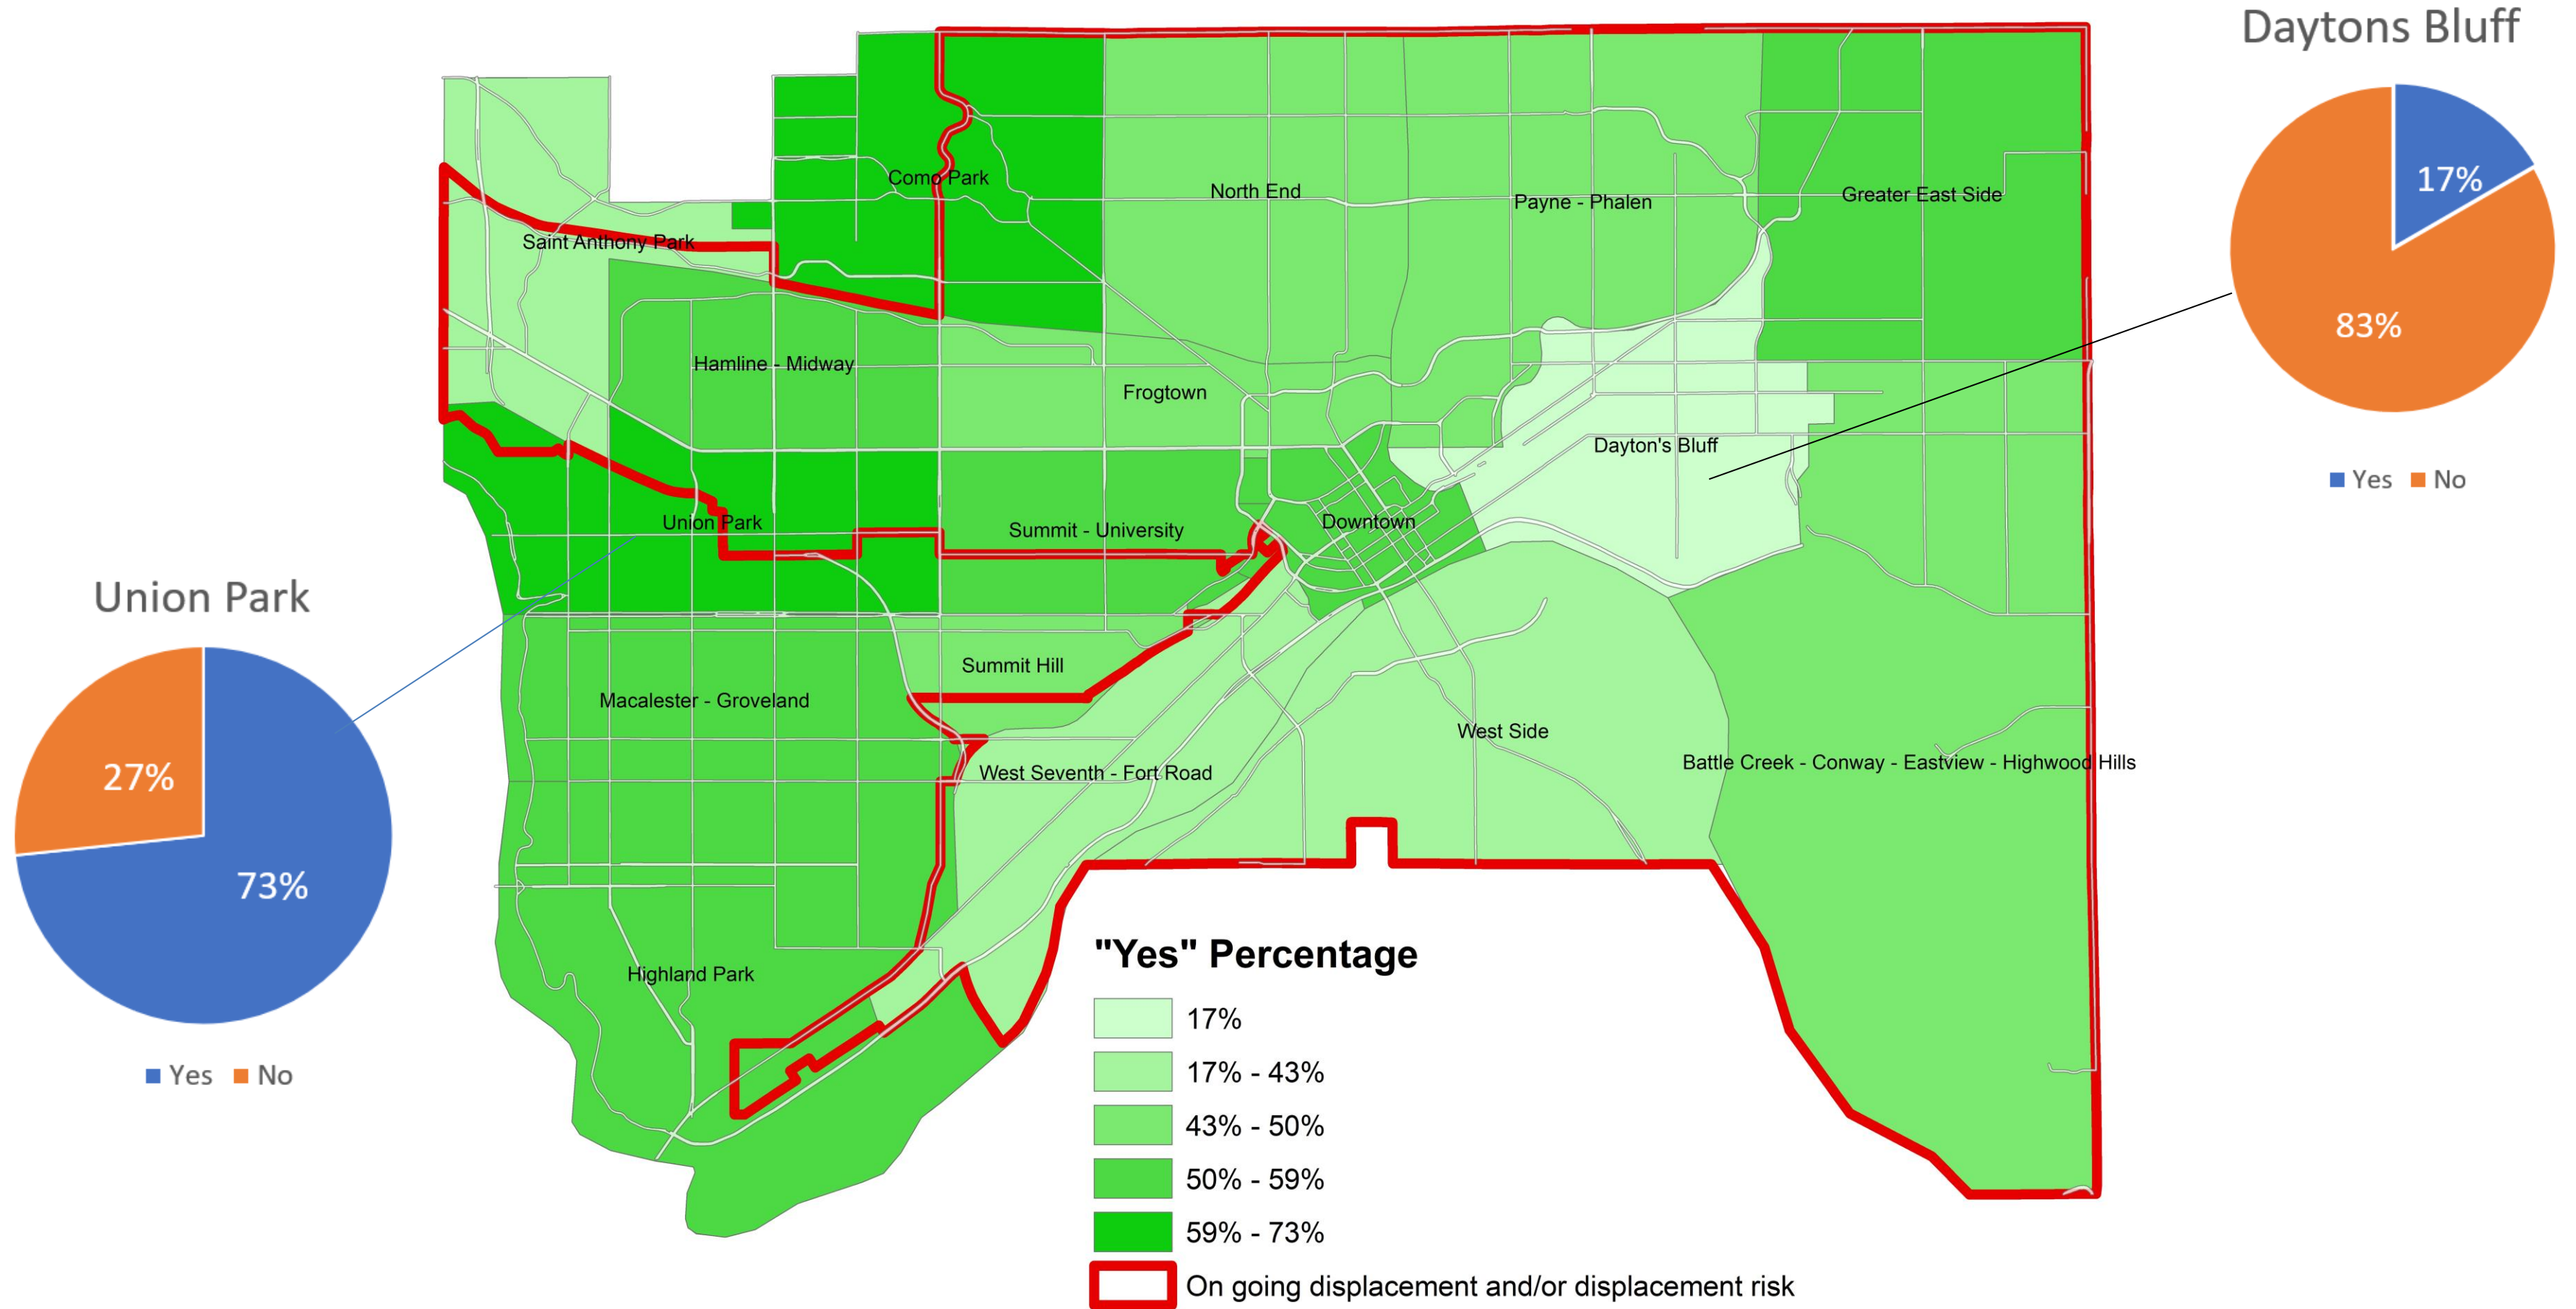 Daytons Bluff
17%
83%
Yes No
Como Park
North End
Payne - Phalen
Greater East Side
Saint Anthony Park
Hamline - Midway
Frogtown
Dayton's Bluff
Union Park
Summit - University
Downtown
Summit Hill
Macalester - Groveland
West Side
West Seventh - Fort Road
Battle Creek - Conway - Eastview - Highwood Hills
Highland Park
Union Park
27%
73%
Yes No
"Yes" Percentage
17%
17% - 43%
43% - 50%
50% - 59%
59% - 73%
On going displacement and/or displacement risk